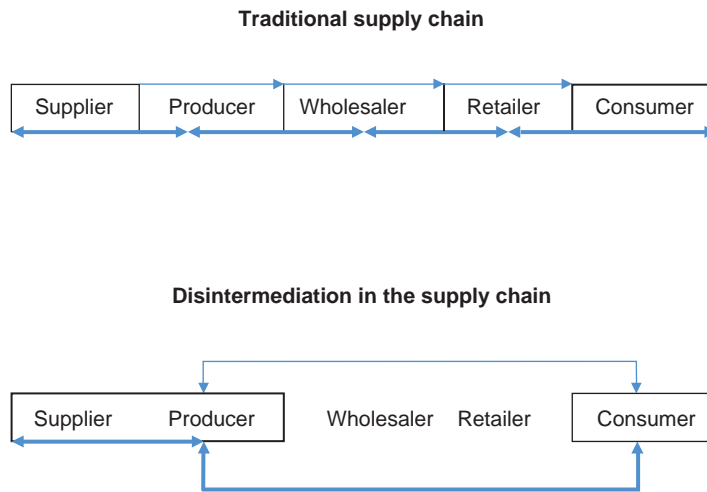 Traditional supply chain
Supplier Producer Wholesaler Retailer Consumer
Disintermediation in the supply chain
Supplier Producer Wholesaler Retailer Consumer